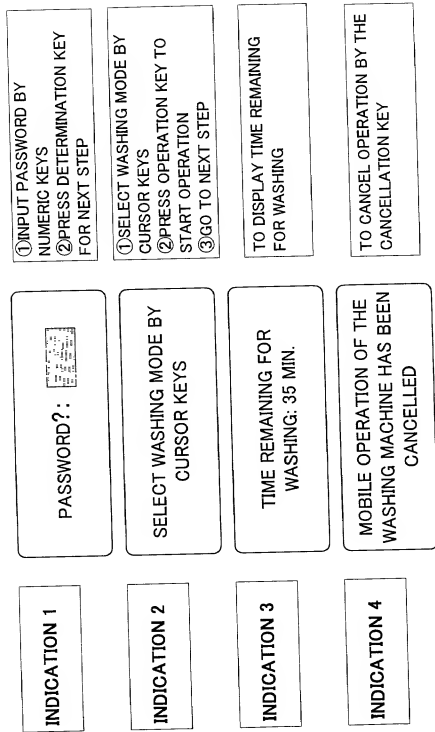 INDICATION 1
PASSWORD?:
①INPUT PASSWORD BY
NUMERIC KEYS
②PRESS DETERMINATION KEY
FOR NEXT STEP
INDICATION 2
SELECT WASHING MODE BY
CURSOR KEYS
①SELECT WASHING MODE BY
CURSOR KEYS
②PRESS OPERATION KEY TO
START OPERATION
③GO TO NEXT STEP
INDICATION 3
TIME REMAINING FOR
WASHING: 35 MIN.
TO DISPLAY TIME REMAINING
FOR WASHING
INDICATION 4
MOBILE OPERATION OF THE
WASHING MACHINE HAS BEEN
CANCELLED
TO CANCEL OPERATION BY THE
CANCELLATION KEY